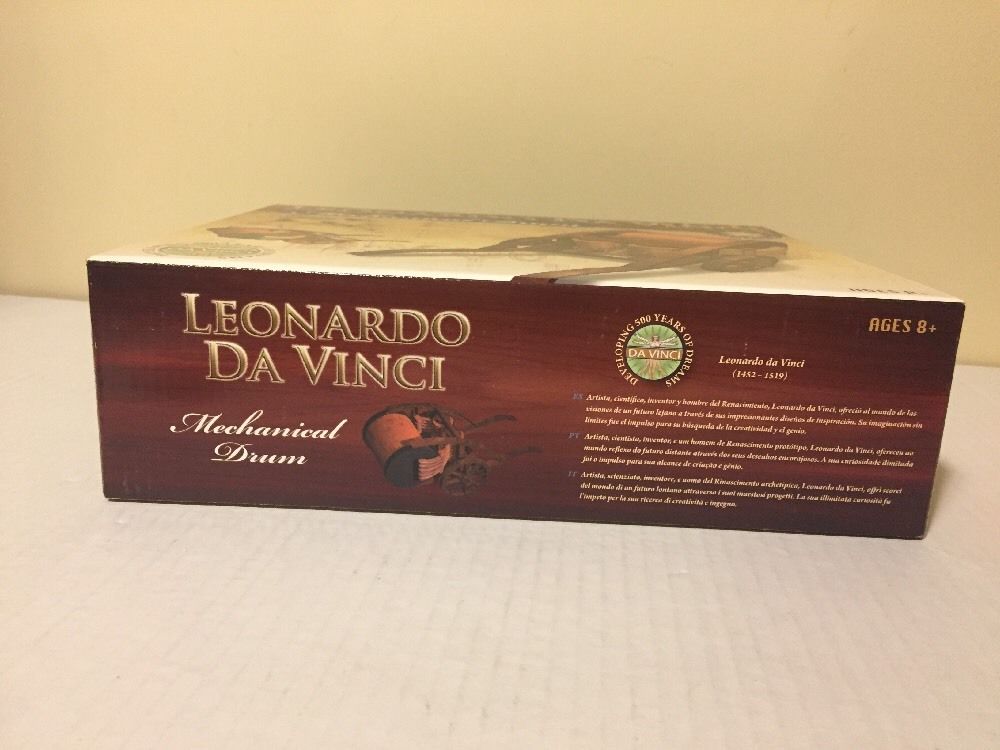 LEONARDO
DA VINCI
Mechanical
Drum
DEVELOPING 500 YEARS OF DREAMS
DA VINCI
Leonardo da Vinci
(1452 - 1519)
AGES 8+
ES Artista, científico, inventor y hombre del Renacimiento, Leonardo da Vinci, ofreció al mundo de las
visiones de un futuro lejano a través de sus impresionantes diseños de inspiración. Su imaginación sin
limites fue el impulso para su búsqueda de la creatividad y el genio.
PT Artista, cientista, inventor, e um homem de Renascimento protótipo, Leonardo da Vinci, ofereceu ao
mundo reflexo do futuro distante através dos seus desenhos encorajosos. A sua curiosidade ilimitada
foi o impulso para sua alcance de criação e génio.
IT Artista, scienziato, inventore, e uomo del Rinascimento archetipica, Leonardo da Vinci, offrì scorci
del mondo di un futuro lontano attraverso i suoi maestosi progetti. La sua illimitata curiosità fu
l'impeto per la sua ricerca di creatività e ingegno.